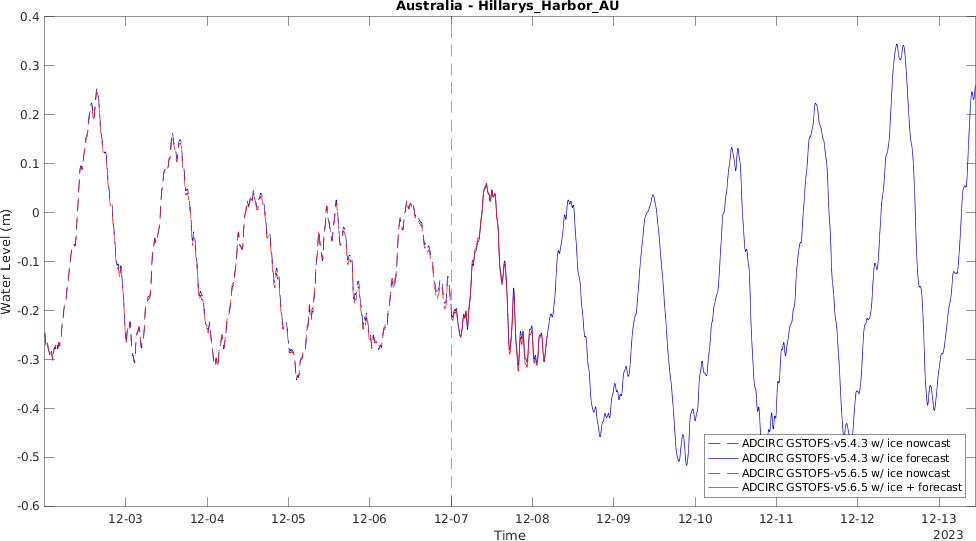 Australia - Hillarys_Harbor_AU
0.4
0.3
0.2
0.1
0
-0.1
-0.2
-0.3
-0.4
-0.5
-0.6
Water Level (m)
ADCIRC GSTOFS-v5.4.3 w/ ice nowcast
ADCIRC GSTOFS-v5.4.3 w/ ice forecast
ADCIRC GSTOFS-v5.6.5 w/ ice nowcast
ADCIRC GSTOFS-v5.6.5 w/ ice + forecast
12-03 12-04 12-05 12-06 12-07 12-08 12-09 12-10 12-11 12-12 12-13
Time
2023